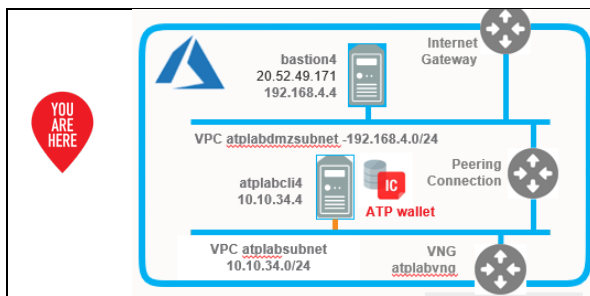 YOU
ARE
HERE
Internet
Gateway
bastion4
20.52.49.171
192.168.4.4
VPC atplabdmzsubnet -192.168.4.0/24
Peering
Connection
atplabcli4
10.10.34.4
IC
ATP wallet
VPC atplabsubnet
10.10.34.0/24
VNG
atplabvng